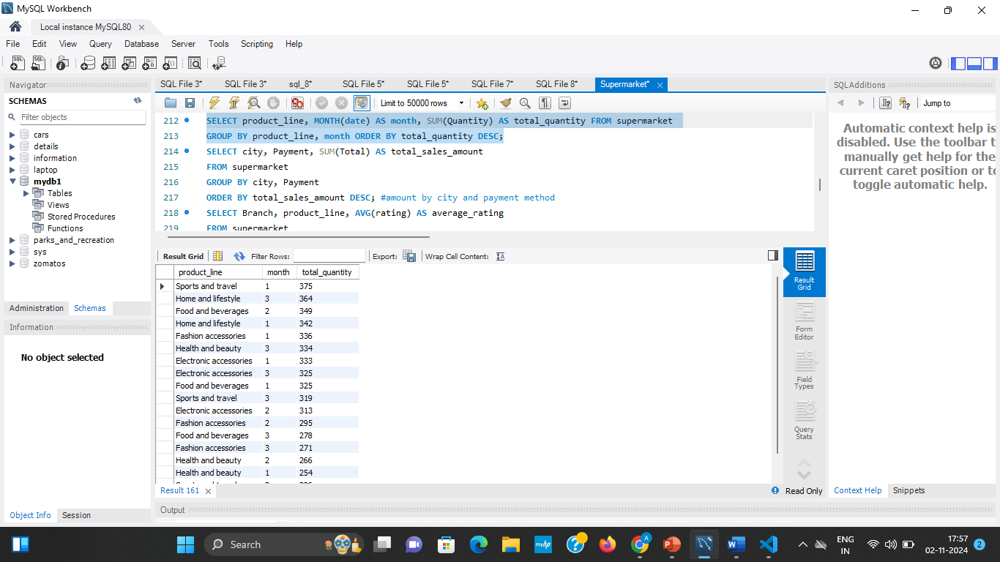 MySQL Workbench
Local instance MySQL80
File Edit View Query Database Server Tools Scripting Help
Navigator
SCHEMAS
Filter objects
cars
details
information
laptop
mydb1
Tables
Views
Stored Procedures
Functions
parks_and_recreation
sys
zomatos
Administration Schemas
Information
No object selected
Object Info Session
SQL File 3* SQL File 3* sql_8* SQL File 5* SQL File 5* SQL File 7* SQL File 8* Supermarket*
Limit to 50000 rows
212 SELECT product_line, MONTH(date) AS month, SUM(Quantity) AS total_quantity FROM supermarket
213 GROUP BY product_line, month ORDER BY total_quantity DESC;
214 SELECT city, Payment, SUM(Total) AS total_sales_amount
215 FROM supermarket
216 GROUP BY city, Payment
217 ORDER BY total_sales_amount DESC; #amount by city and payment method
218 SELECT Branch, product_line, AVG(rating) AS average_rating
219 FROM supermarket
Result Grid Filter Rows: Export: Wrap Cell Content:
product_line month total_quantity
Sports and travel 1 375
Home and lifestyle 3 364
Food and beverages 2 349
Home and lifestyle 1 342
Fashion accessories 1 336
Health and beauty 3 334
Electronic accessories 1 333
Electronic accessories 3 325
Food and beverages 1 325
Sports and travel 3 319
Electronic accessories 2 313
Fashion accessories 2 295
Food and beverages 3 278
Fashion accessories 3 271
Health and beauty 2 266
Health and beauty 1 254
Result 161
Read Only
Output
Result
Grid
Form
Editor
Field
Types
Query
Stats
SQLAdditions
Jump to
Automatic context help is
disabled. Use the toolbar t
manually get help for the
current caret position or to
toggle automatic help.
Context Help Snippets
Search
myhp
A
ENG
IN
17:57
02-11-2024
2